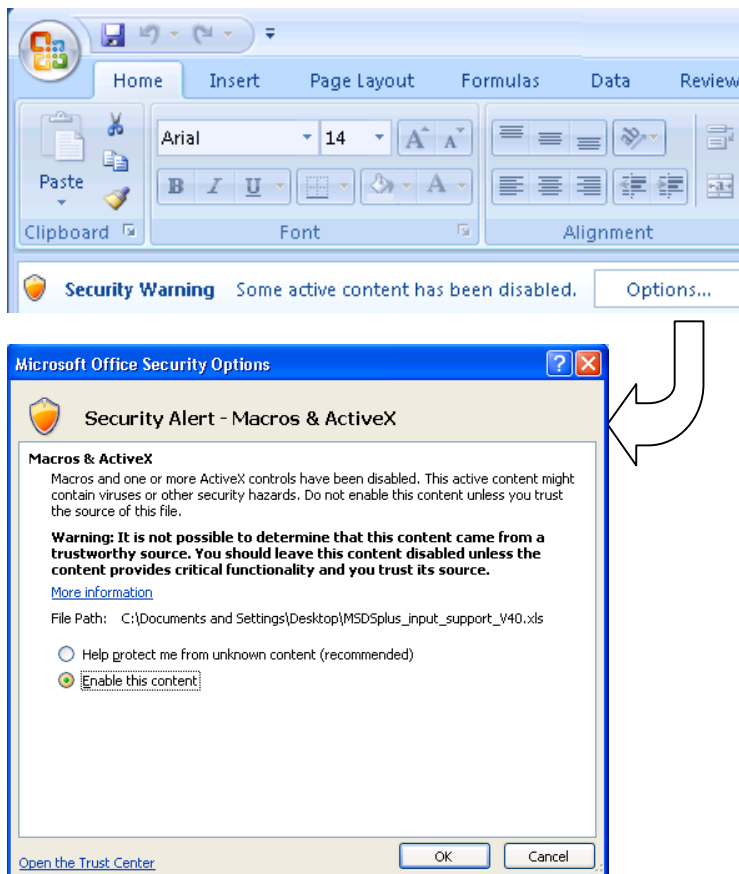 Home Insert Page Layout Formulas Data Review
Arial 14 A A
Paste B I U A
Clipboard Font Alignment
Security Warning Some active content has been disabled. Options...
Microsoft Office Security Options
Security Alert - Macros & ActiveX
Macros & ActiveX
Macros and one or more ActiveX controls have been disabled. This active content might
contain viruses or other security hazards. Do not enable this content unless you trust
the source of this file.
Warning: It is not possible to determine that this content came from a
trustworthy source. You should leave this content disabled unless the
content provides critical functionality and you trust its source.
More information
File Path: C:\Documents and Settings\Desktop\MSDSplus_input_support_V40.xls
Help protect me from unknown content (recommended)
Enable this content
Open the Trust Center OK Cancel